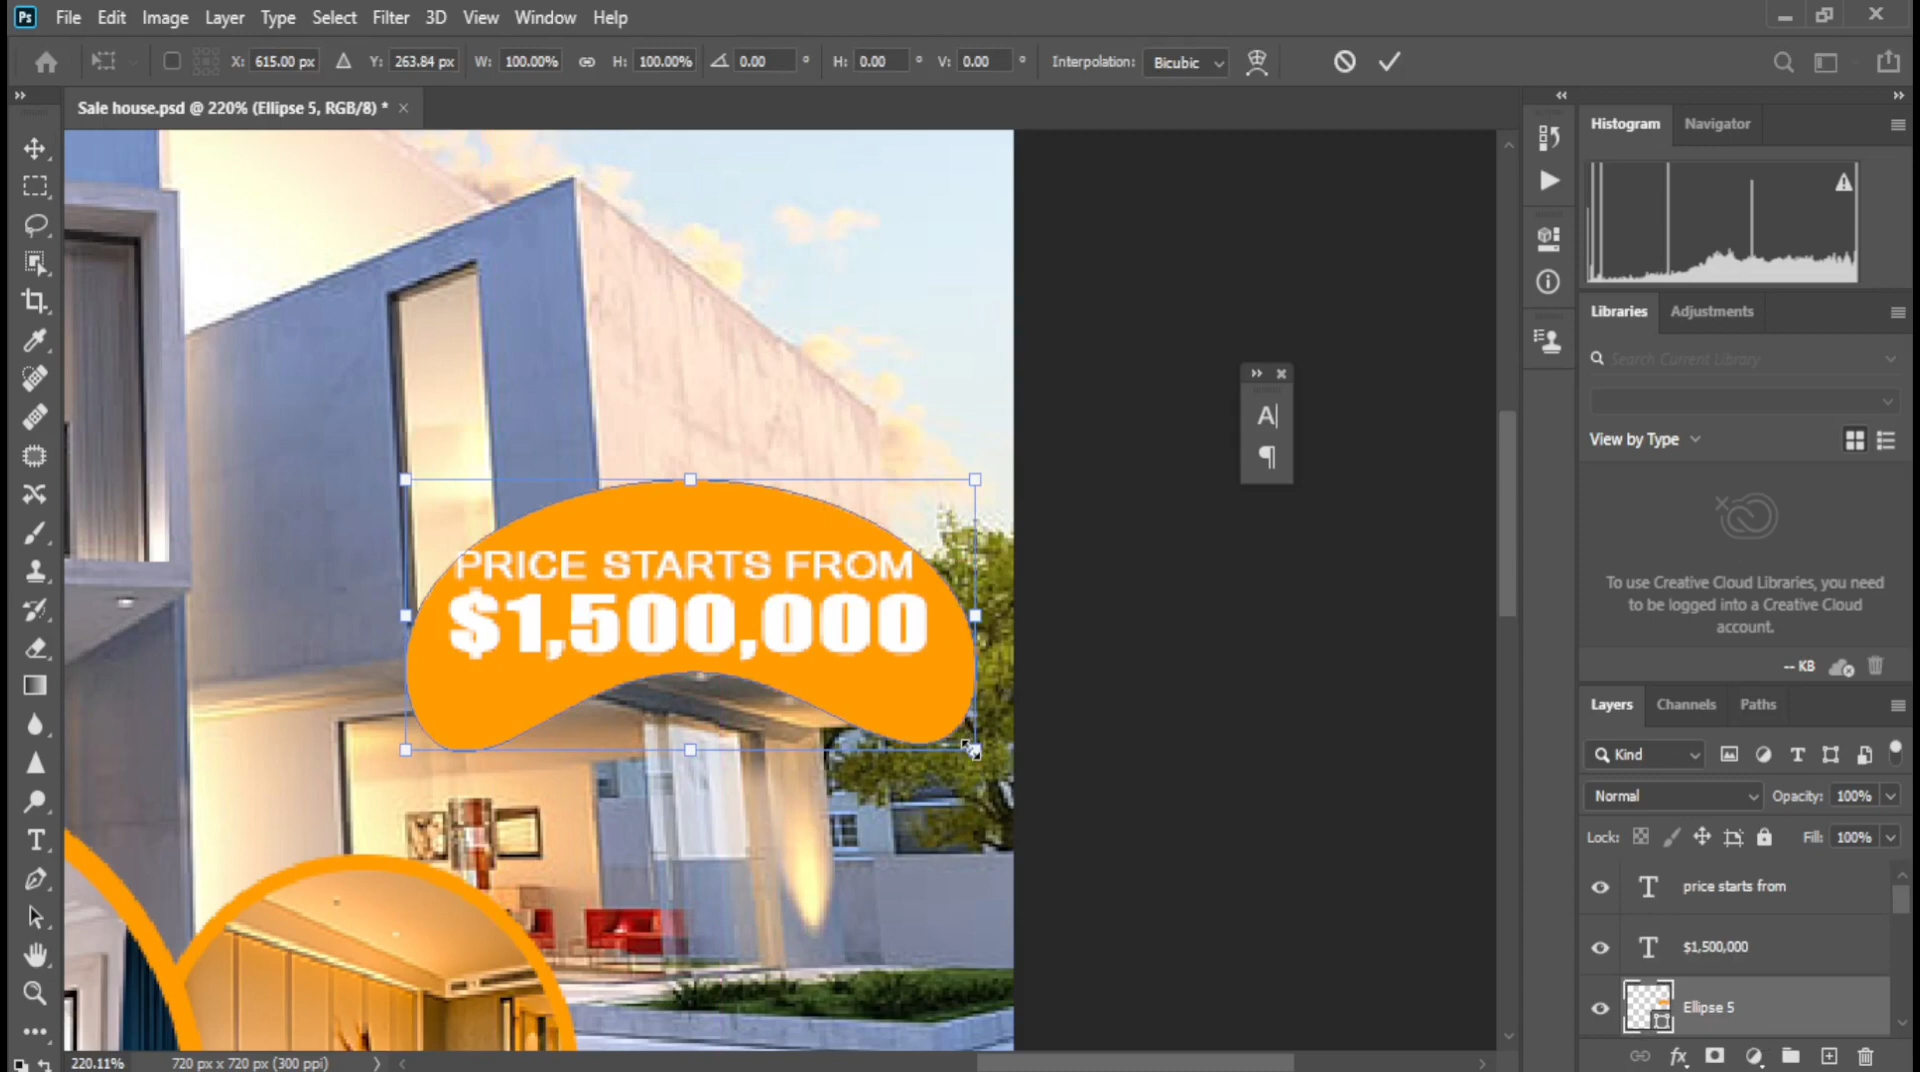 Ps File Edit Image Layer Type Select Filter 3D View Window Help
X: 615.00 px Y: 263.84 px W: 100.00% H: 100.00% 0.00 ° H: 0.00 ° V: 0.00 ° Interpolation: Bicubic
Sale house.psd @ 220% (Ellipse 5, RGB/8) * ×
Histogram Navigator
Libraries Adjustments
Search Current Library
View by Type
PRICE STARTS FROM
$1,500,000
To use Creative Cloud Libraries, you need
to be logged into a Creative Cloud
account.
-- KB
Layers Channels Paths
Kind
Normal Opacity: 100%
Lock: Fill: 100%
price starts from
$1,500,000
Ellipse 5
220.11% 720 px x 720 px (300 ppi)